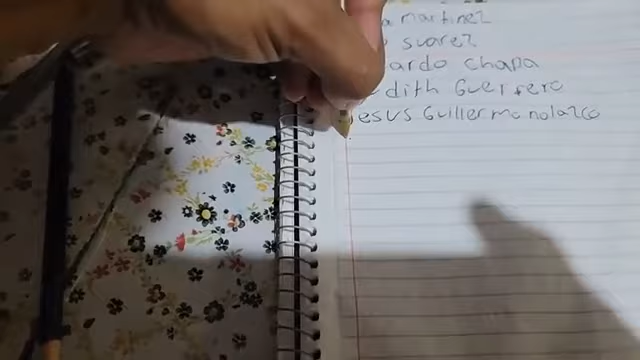 a martinez
suarez
ardo chapa
dith Guerrero
esus Guillermo nolazco